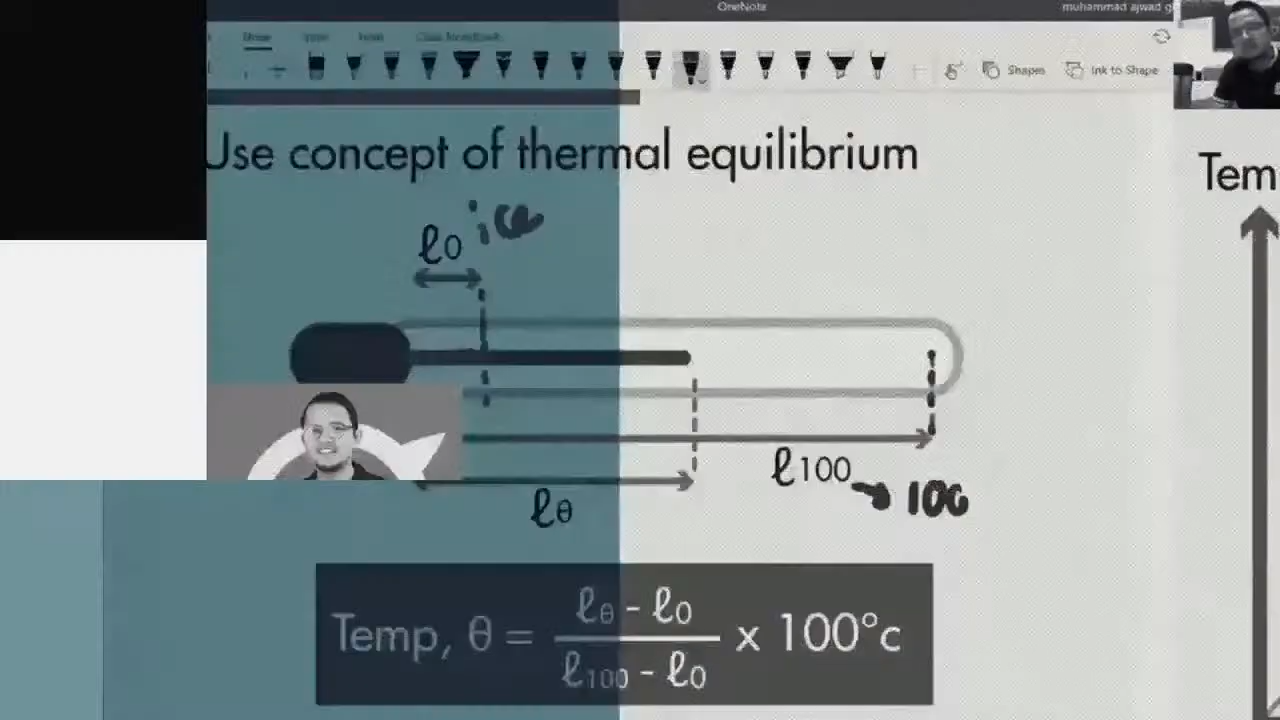 OneNote
muhammad ajwad g
Shapes
Ink to Shape
Use concept of thermal equilibrium
Tem
ice
ℓ0
ℓ100
100
ℓθ
Temp, θ = ℓθ - ℓ0 / ℓ100 - ℓ0 x 100°c